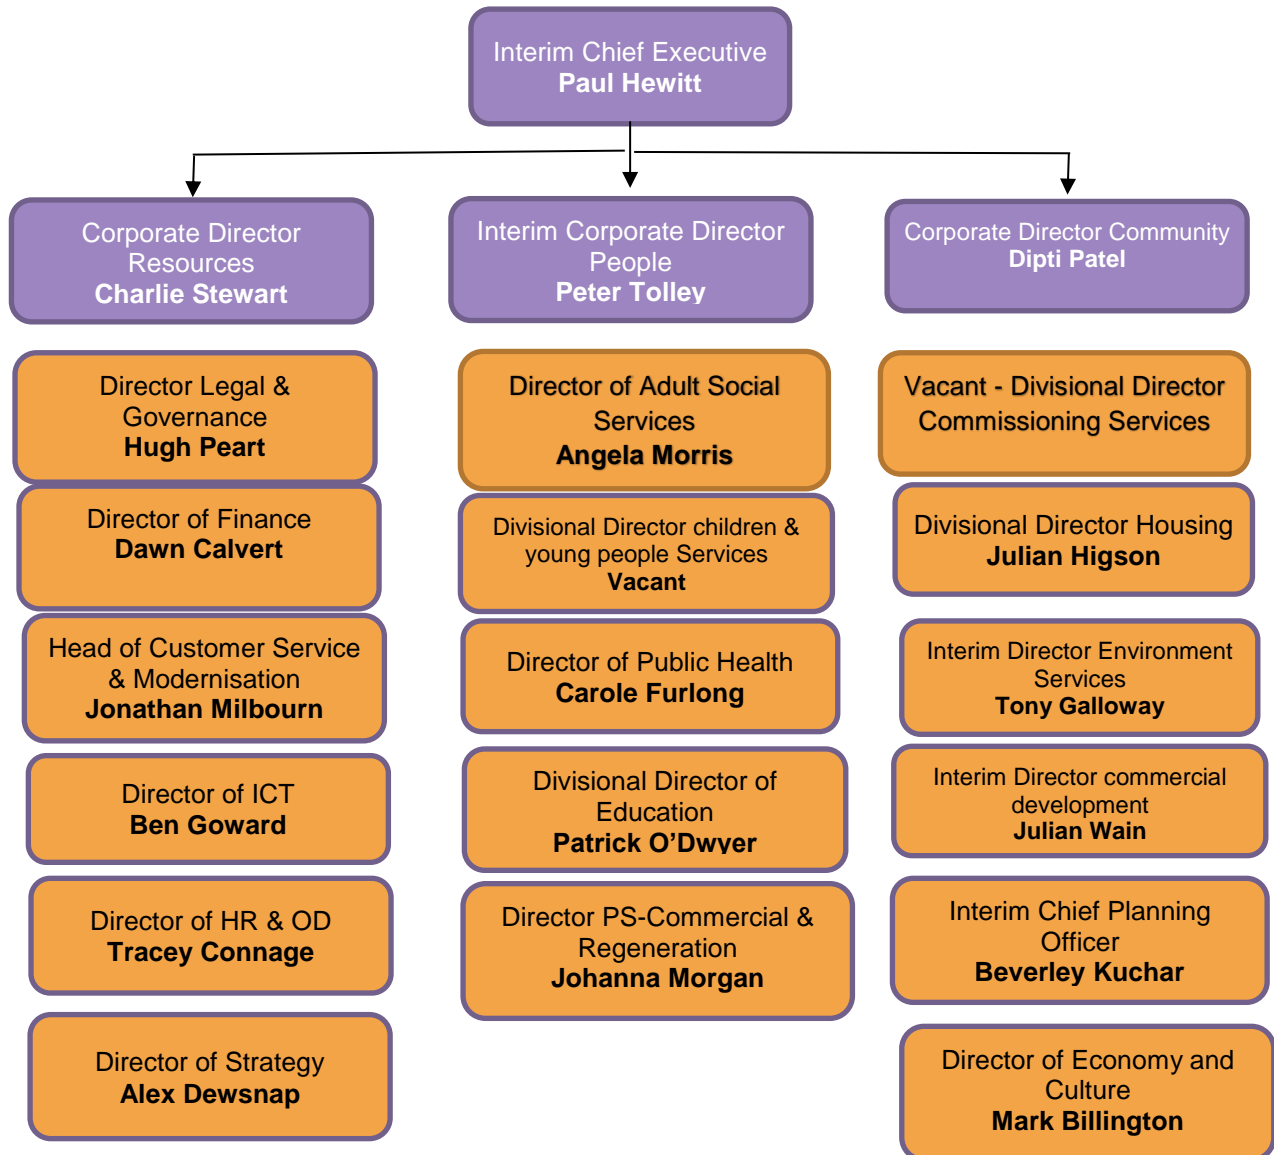 Interim Chief Executive
Paul Hewitt
Corporate Director
Resources
Charlie Stewart
Interim Corporate Director
People
Peter Tolley
Corporate Director Community
Dipti Patel
Director Legal &
Governance
Hugh Peart
Director of Finance
Dawn Calvert
Head of Customer Service
& Modernisation
Jonathan Milbourn
Director of ICT
Ben Goward
Director of HR & OD
Tracey Connage
Director of Strategy
Alex Dewsnap
Director of Adult Social
Services
Angela Morris
Divisional Director children &
young people Services
Vacant
Director of Public Health
Carole Furlong
Divisional Director of
Education
Patrick O’Dwyer
Director PS-Commercial &
Regeneration
Johanna Morgan
Vacant - Divisional Director
Commissioning Services
Divisional Director Housing
Julian Higson
Interim Director Environment
Services
Tony Galloway
Interim Director commercial
development
Julian Wain
Interim Chief Planning
Officer
Beverley Kuchar
Director of Economy and
Culture
Mark Billington